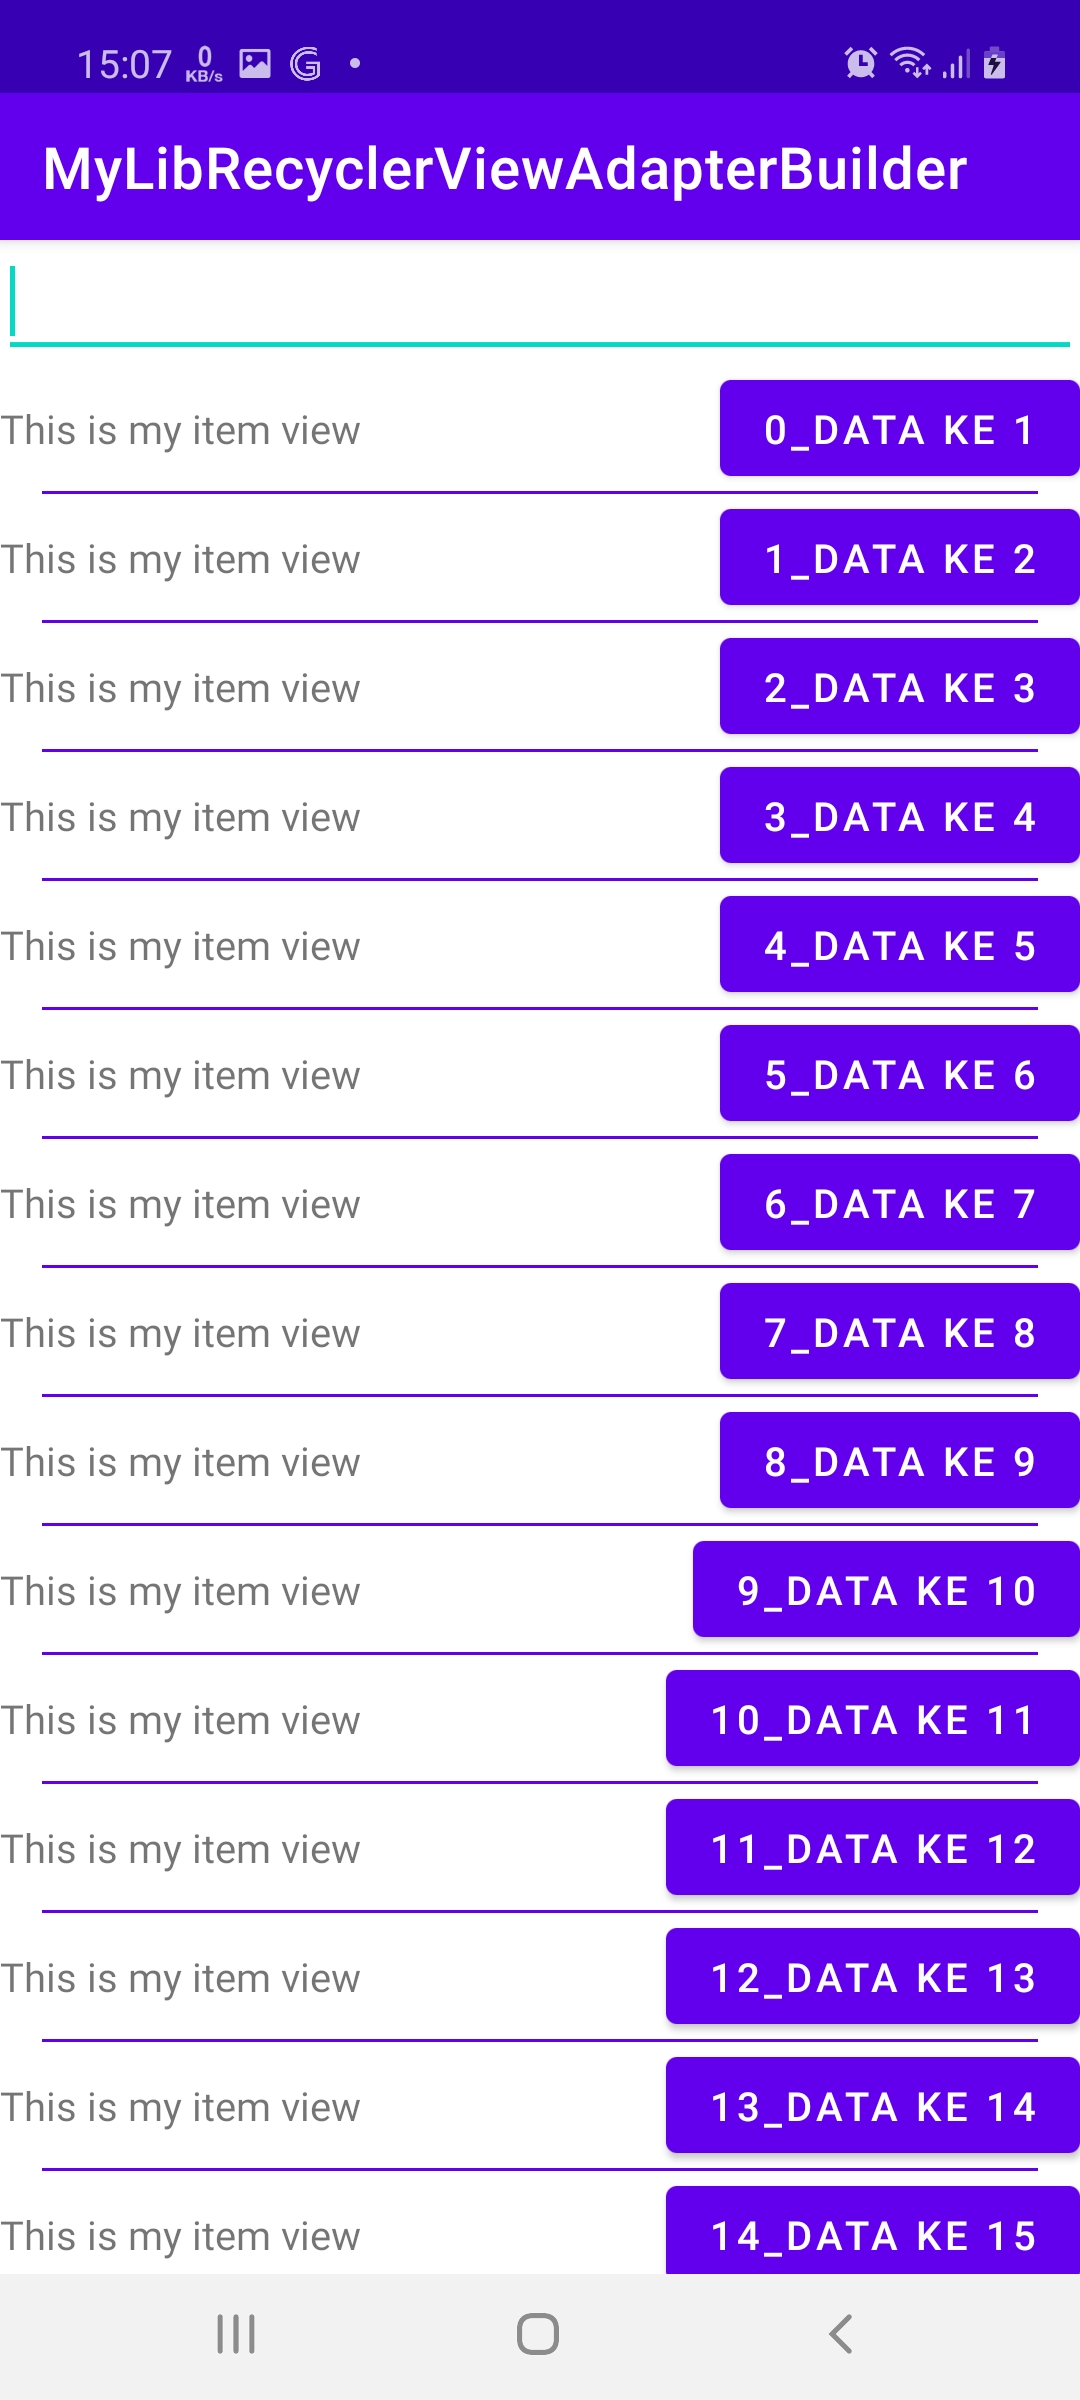 15:07 0 KB/s
MyLibRecyclerViewAdapterBuilder
This is my item view 0_DATA KE 1
This is my item view 1_DATA KE 2
This is my item view 2_DATA KE 3
This is my item view 3_DATA KE 4
This is my item view 4_DATA KE 5
This is my item view 5_DATA KE 6
This is my item view 6_DATA KE 7
This is my item view 7_DATA KE 8
This is my item view 8_DATA KE 9
This is my item view 9_DATA KE 10
This is my item view 10_DATA KE 11
This is my item view 11_DATA KE 12
This is my item view 12_DATA KE 13
This is my item view 13_DATA KE 14
This is my item view 14_DATA KE 15